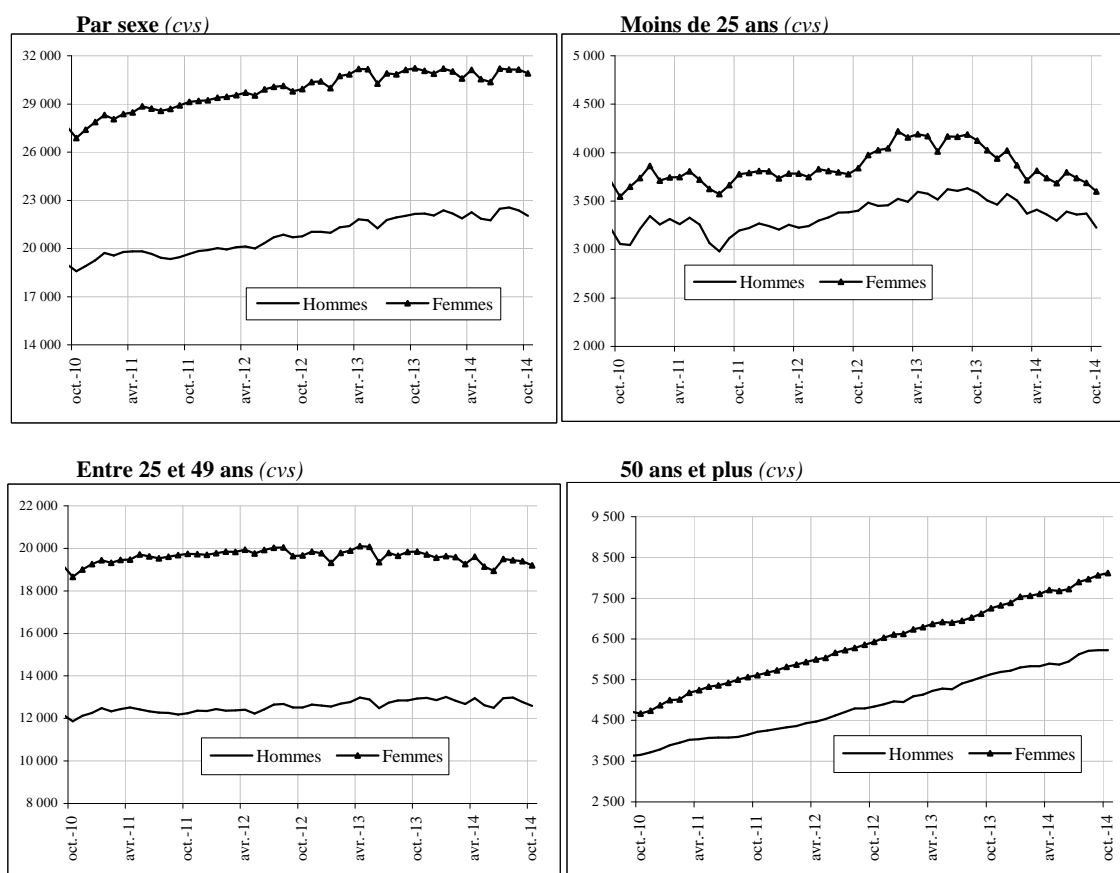 Par sexe (cvs)
32 000
29 000
26 000
23 000
20 000
17 000
14 000
Hommes Femmes
oct.-10 avr.-11 oct.-11 avr.-12 oct.-12 avr.-13 oct.-13 avr.-14 oct.-14
Moins de 25 ans (cvs)
5 000
4 500
4 000
3 500
3 000
2 500
2 000
Hommes Femmes
oct.-10 avr.-11 oct.-11 avr.-12 oct.-12 avr.-13 oct.-13 avr.-14 oct.-14
Entre 25 et 49 ans (cvs)
22 000
20 000
18 000
16 000
14 000
12 000
10 000
8 000
Hommes Femmes
oct.-10 avr.-11 oct.-11 avr.-12 oct.-12 avr.-13 oct.-13 avr.-14 oct.-14
50 ans et plus (cvs)
9 500
8 500
7 500
6 500
5 500
4 500
3 500
2 500
Hommes Femmes
oct.-10 avr.-11 oct.-11 avr.-12 oct.-12 avr.-13 oct.-13 avr.-14 oct.-14